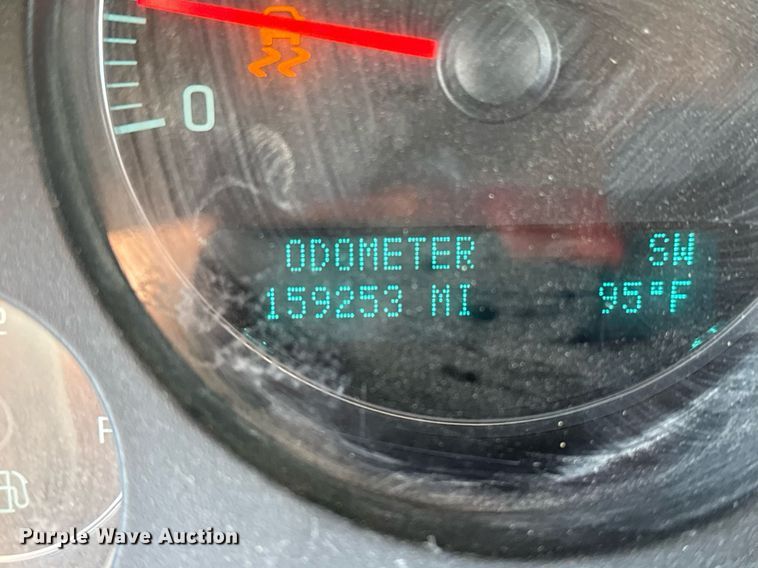 0
ODOMETER SW
159253 MI 95°F
F
Purple Wave Auction